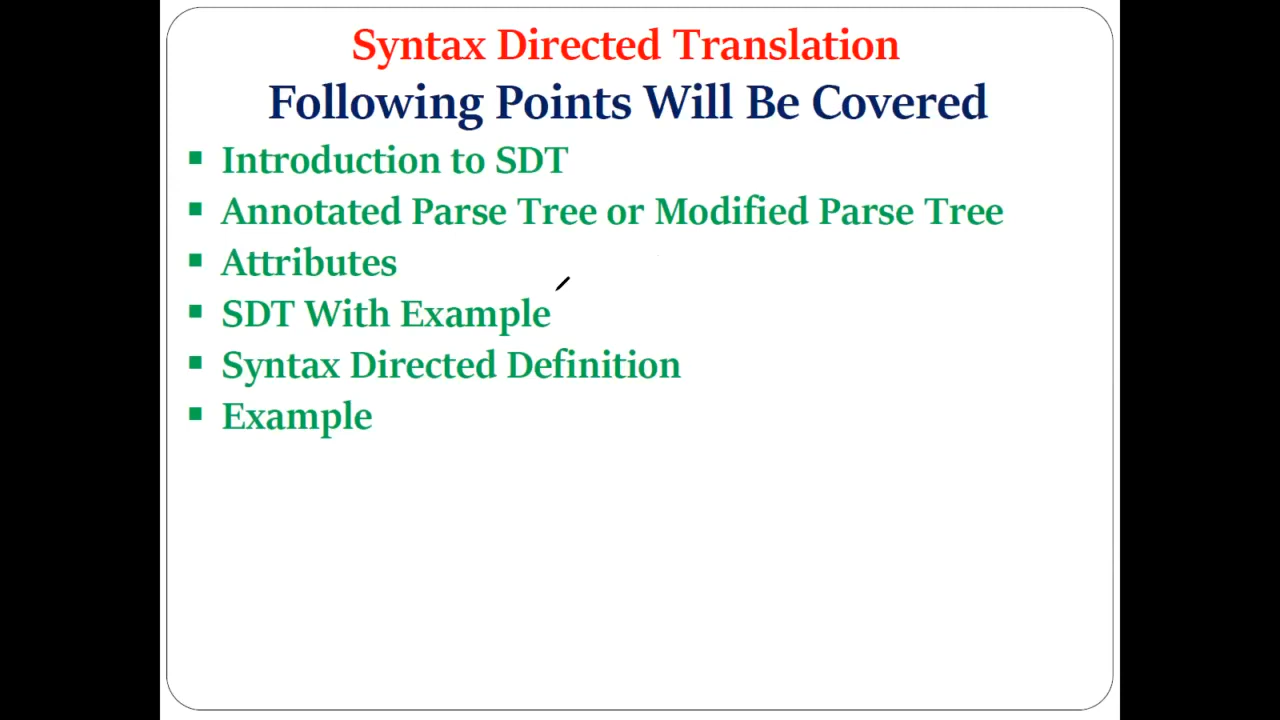 Syntax Directed Translation
Following Points Will Be Covered
▪ Introduction to SDT
▪ Annotated Parse Tree or Modified Parse Tree
▪ Attributes
▪ SDT With Example
▪ Syntax Directed Definition
▪ Example